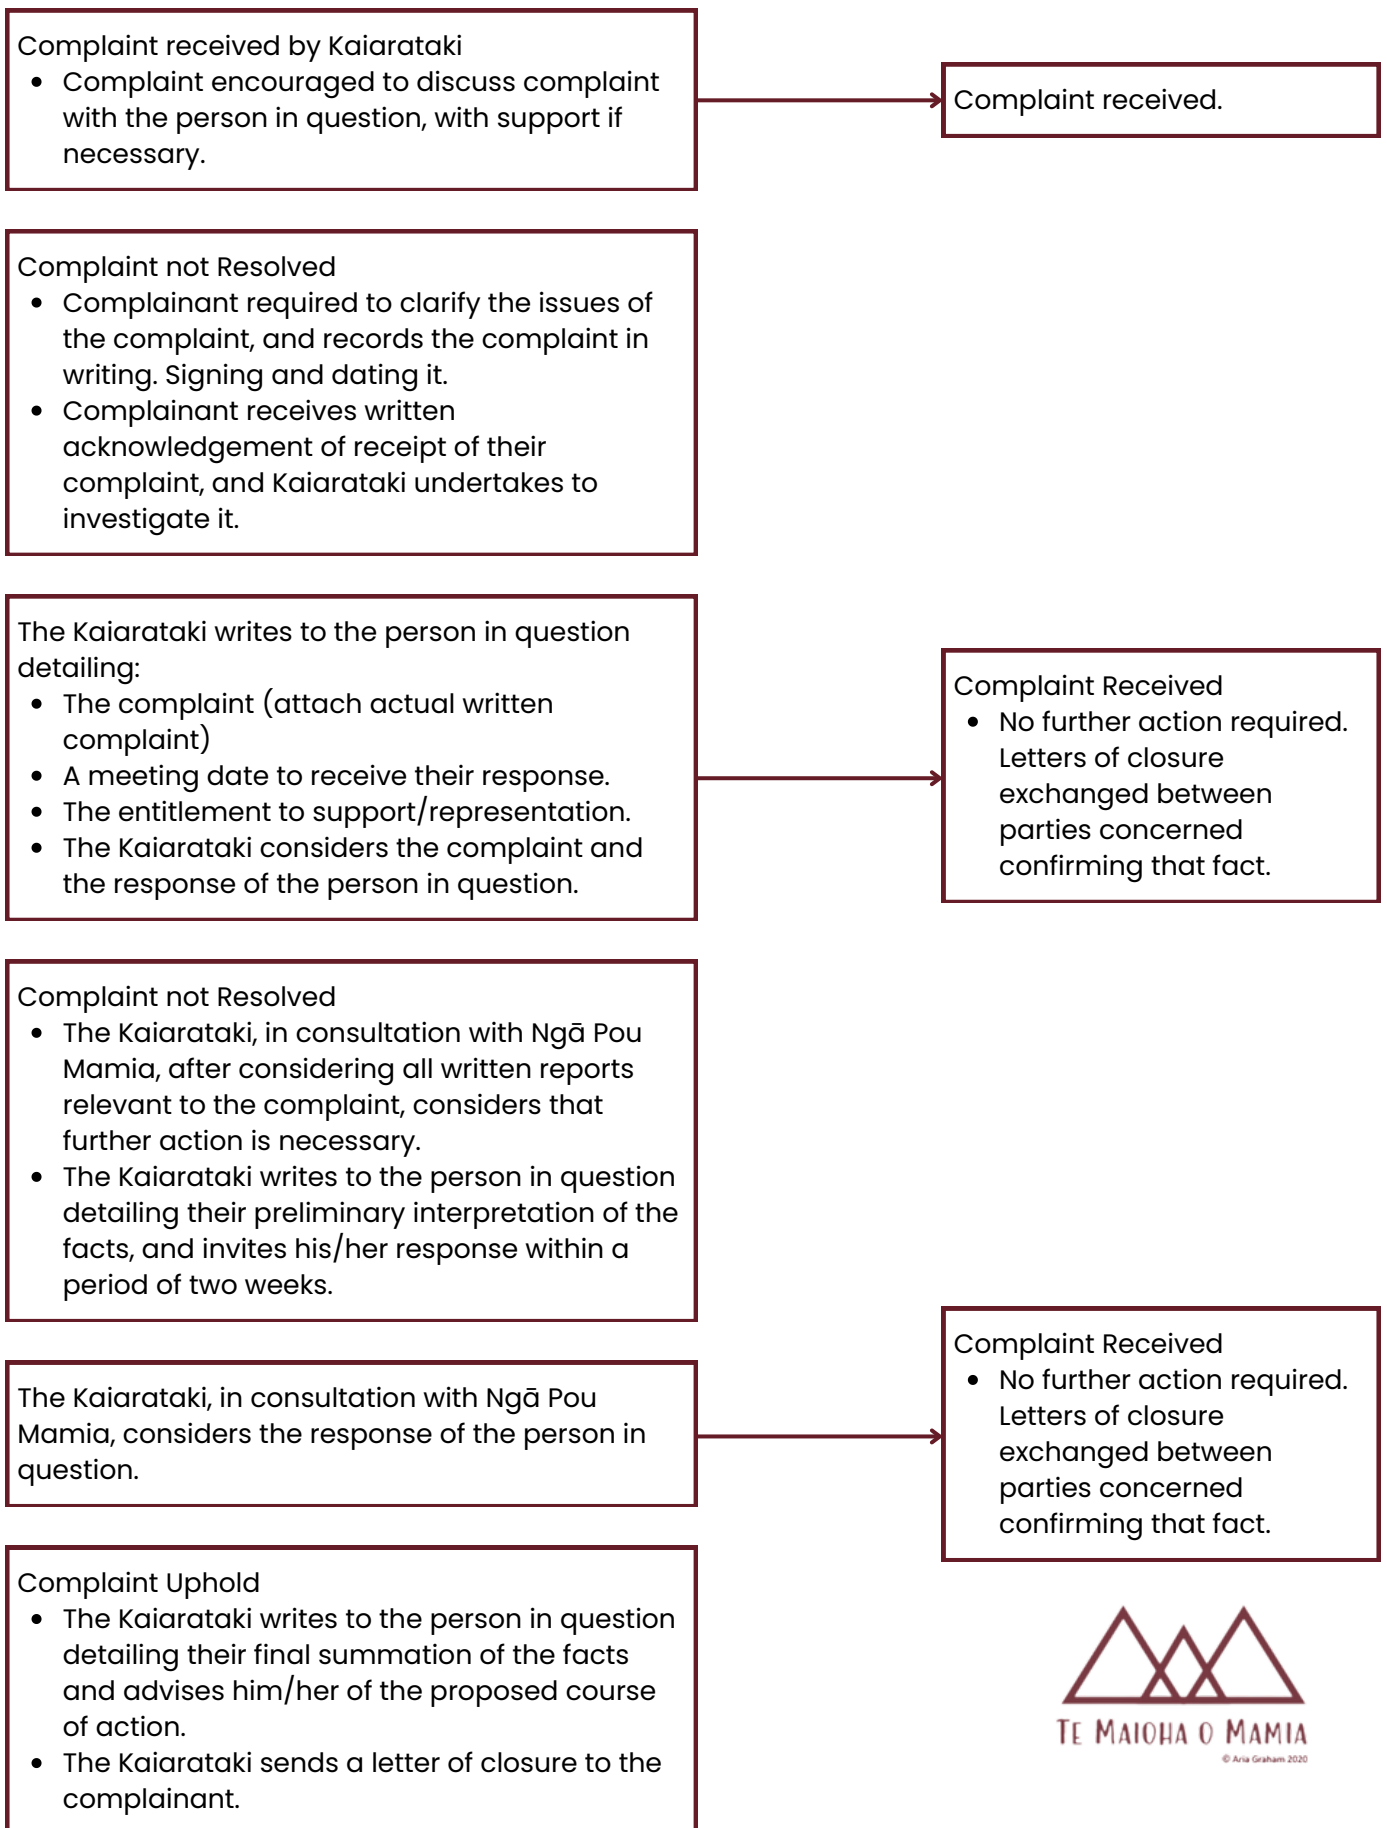 Complaint received by Kaiarataki
• Complaint encouraged to discuss complaint
with the person in question, with support if
necessary.
Complaint received.
Complaint not Resolved
• Complainant required to clarify the issues of
the complaint, and records the complaint in
writing. Signing and dating it.
• Complainant receives written
acknowledgement of receipt of their
complaint, and Kaiarataki undertakes to
investigate it.
The Kaiarataki writes to the person in question
detailing:
• The complaint (attach actual written
complaint)
• A meeting date to receive their response.
• The entitlement to support/representation.
• The Kaiarataki considers the complaint and
the response of the person in question.
Complaint Received
• No further action required.
Letters of closure
exchanged between
parties concerned
confirming that fact.
Complaint not Resolved
• The Kaiarataki, in consultation with Ngā Pou
Mamia, after considering all written reports
relevant to the complaint, considers that
further action is necessary.
• The Kaiarataki writes to the person in question
detailing their preliminary interpretation of the
facts, and invites his/her response within a
period of two weeks.
The Kaiarataki, in consultation with Ngā Pou
Mamia, considers the response of the person in
question.
Complaint Received
• No further action required.
Letters of closure
exchanged between
parties concerned
confirming that fact.
Complaint Uphold
• The Kaiarataki writes to the person in question
detailing their final summation of the facts
and advises him/her of the proposed course
of action.
• The Kaiarataki sends a letter of closure to the
complainant.
TE MAIOHA O MAMIA
© Aria Graham 2020